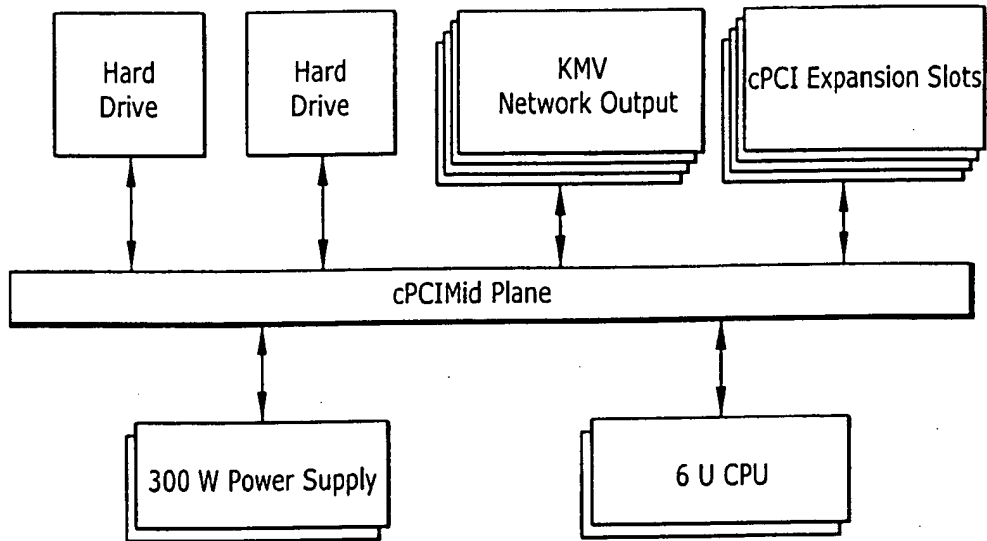 Hard
Drive
Hard
Drive
KMV
Network Output
cPCI Expansion Slots
cPCIMid Plane
300 W Power Supply
6 U CPU